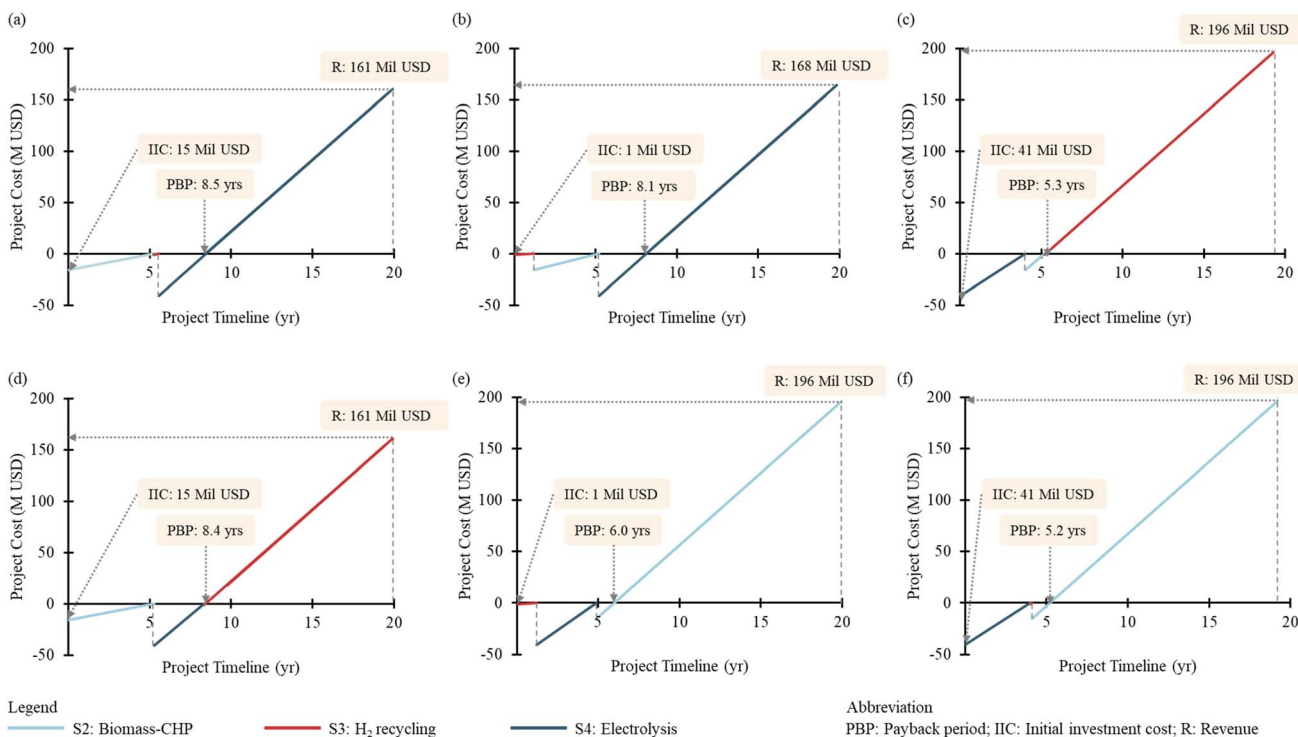 (a)
R: 161 Mil USD
200
150
100
50
0
-50
Project Cost (M USD)
IIC: 15 Mil USD
PBP: 8.5 yrs
5
10
15
20
Project Timeline (yr)
(b)
R: 168 Mil USD
200
150
100
50
0
-50
Project Cost (M USD)
IIC: 1 Mil USD
PBP: 8.1 yrs
5
10
15
20
Project Timeline (yr)
(c)
R: 196 Mil USD
200
150
100
50
0
-50
Project Cost (M USD)
IIC: 41 Mil USD
PBP: 5.3 yrs
5
10
15
20
Project Timeline (yr)
(d)
R: 161 Mil USD
200
150
100
50
0
-50
Project Cost (M USD)
IIC: 15 Mil USD
PBP: 8.4 yrs
5
10
15
20
Project Timeline (yr)
(e)
R: 196 Mil USD
200
150
100
50
0
-50
Project Cost (M USD)
IIC: 1 Mil USD
PBP: 6.0 yrs
5
10
15
20
Project Timeline (yr)
(f)
R: 196 Mil USD
200
150
100
50
0
-50
Project Cost (M USD)
IIC: 41 Mil USD
PBP: 5.2 yrs
5
10
15
20
Project Timeline (yr)
Legend
S2: Biomass-CHP
S3: H₂ recycling
S4: Electrolysis
Abbreviation
PBP: Payback period; IIC: Initial investment cost; R: Revenue